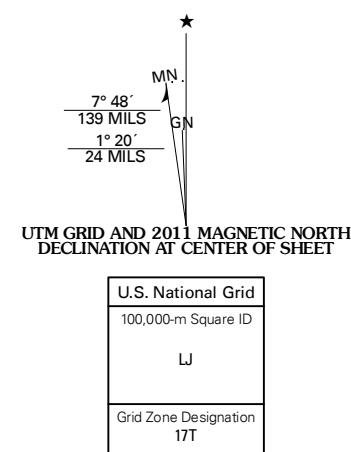 ★
MN
7° 48´
139 MILS
GN
1° 20´
24 MILS
UTM GRID AND 2011 MAGNETIC NORTH
DECLINATION AT CENTER OF SHEET
U.S. National Grid
100,000-m Square ID
LJ
Grid Zone Designation
17T